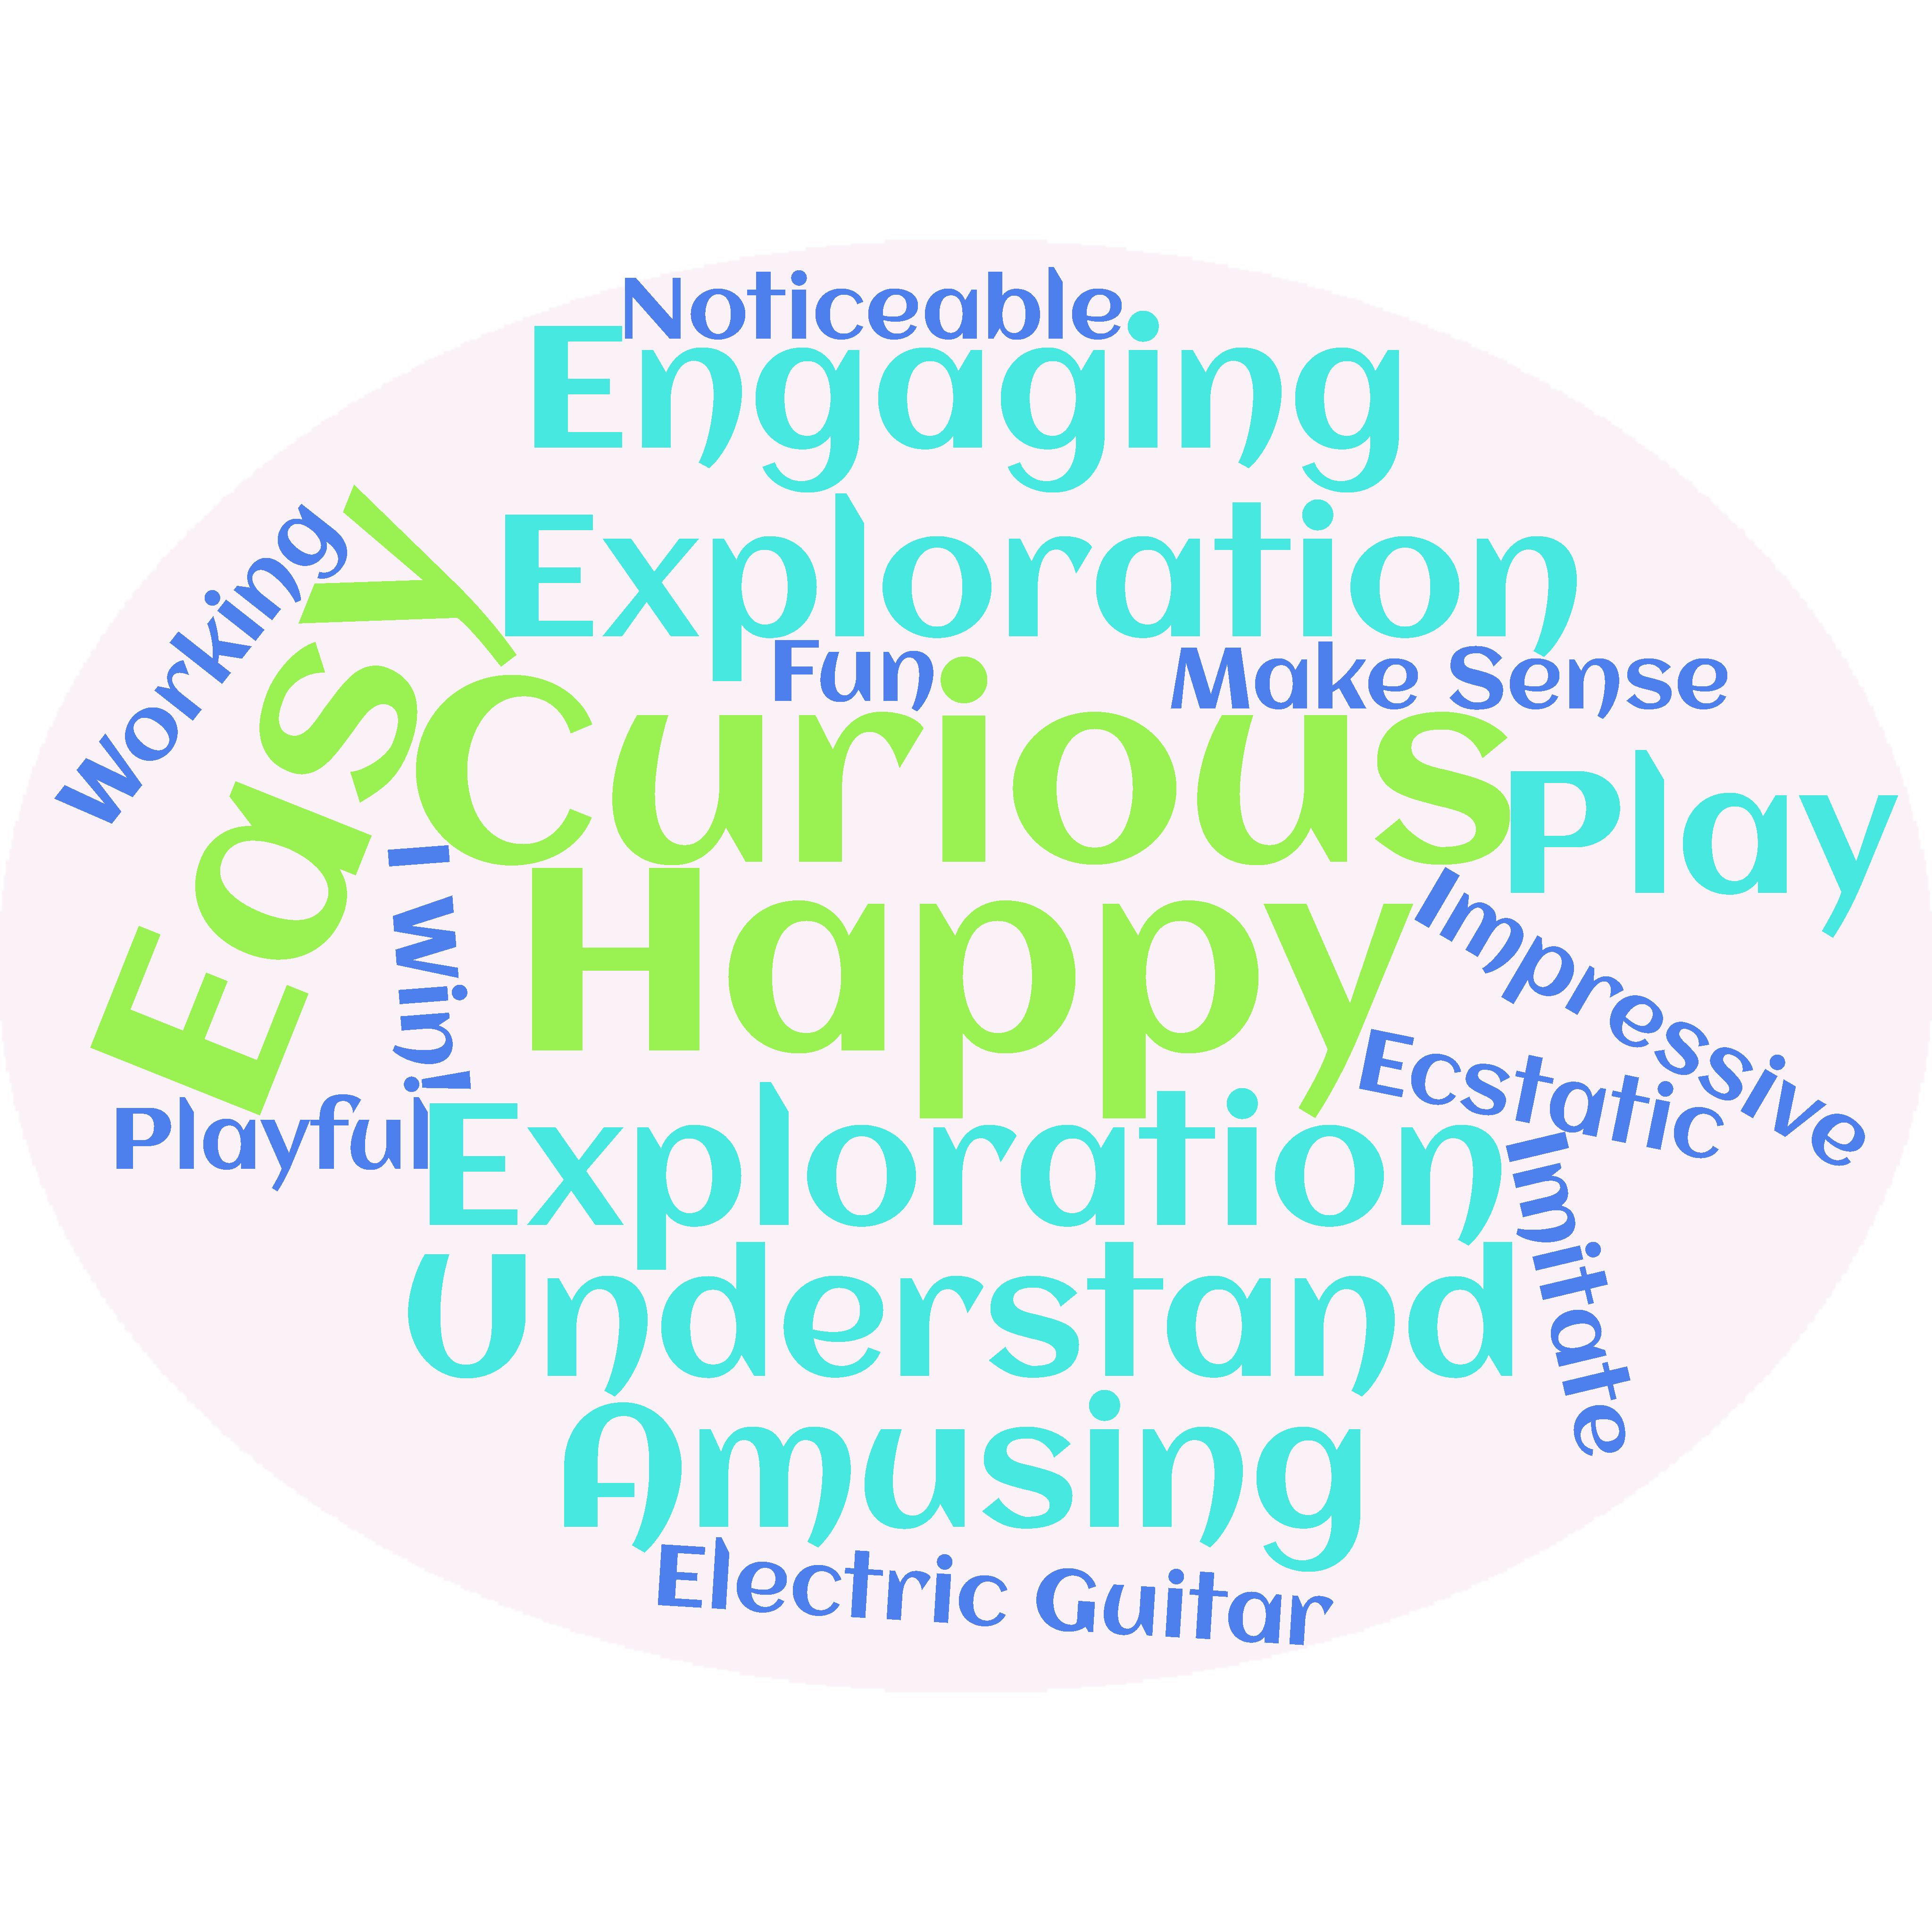 Noticeable
Engaging
Exploration
Working
Easy
Fun
Make Sense
Curious
Play
I Win!
Happy
Impressive
Ecstatic
Playful
Exploration
Imitate
Understand
Amusing
Electric Guitar